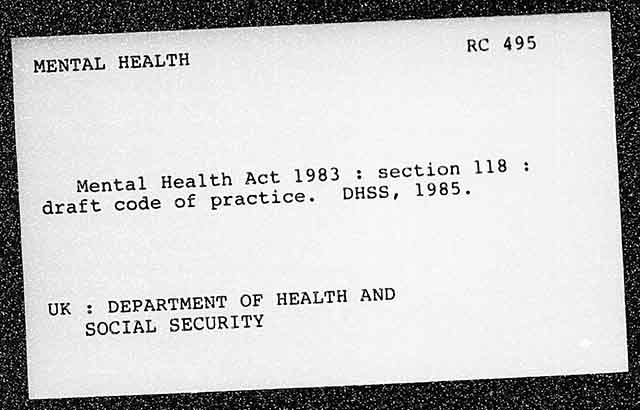 MENTAL HEALTH
RC 495
Mental Health Act 1983 : section 118 :
draft code of practice. DHSS, 1985.
UK : DEPARTMENT OF HEALTH AND
SOCIAL SECURITY